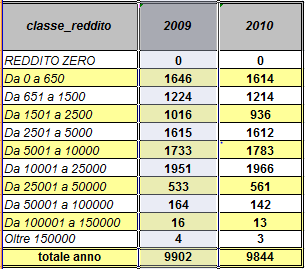 classe_reddito 2009 2010
REDDITO ZERO 0 0
Da 0 a 650 1646 1614
Da 651 a 1500 1224 1214
Da 1501 a 2500 1016 936
Da 2501 a 5000 1615 1612
Da 5001 a 10000 1733 1783
Da 10001 a 25000 1951 1966
Da 25001 a 50000 533 561
Da 50001 a 100000 164 142
Da 100001 a 150000 16 13
Oltre 150000 4 3
totale anno 9902 9844